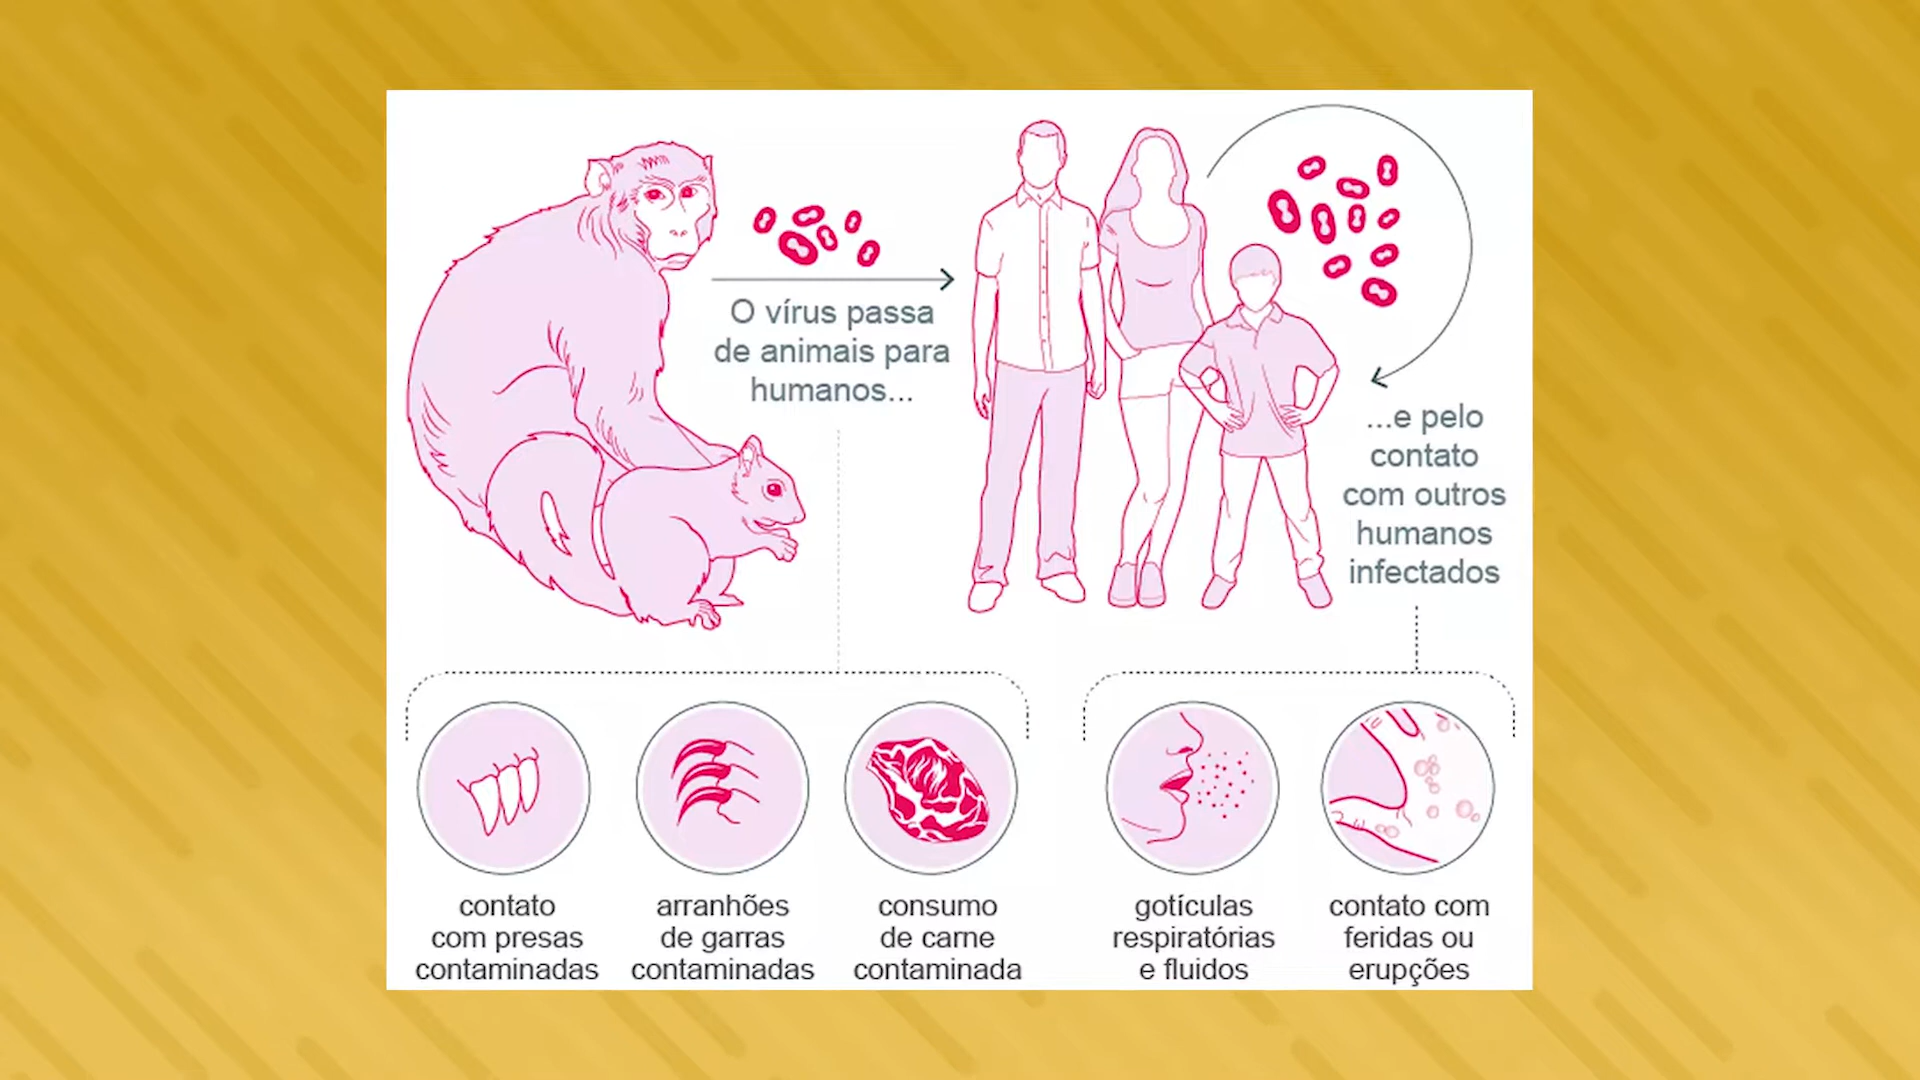 O vírus passa
de animais para
humanos...
...e pelo
contato
com outros
humanos
infectados
contato
com presas
contaminadas
arranhões
de garras
contaminadas
consumo
de carne
contaminada
gotículas
respiratórias
e fluidos
contato com
feridas ou
erupções